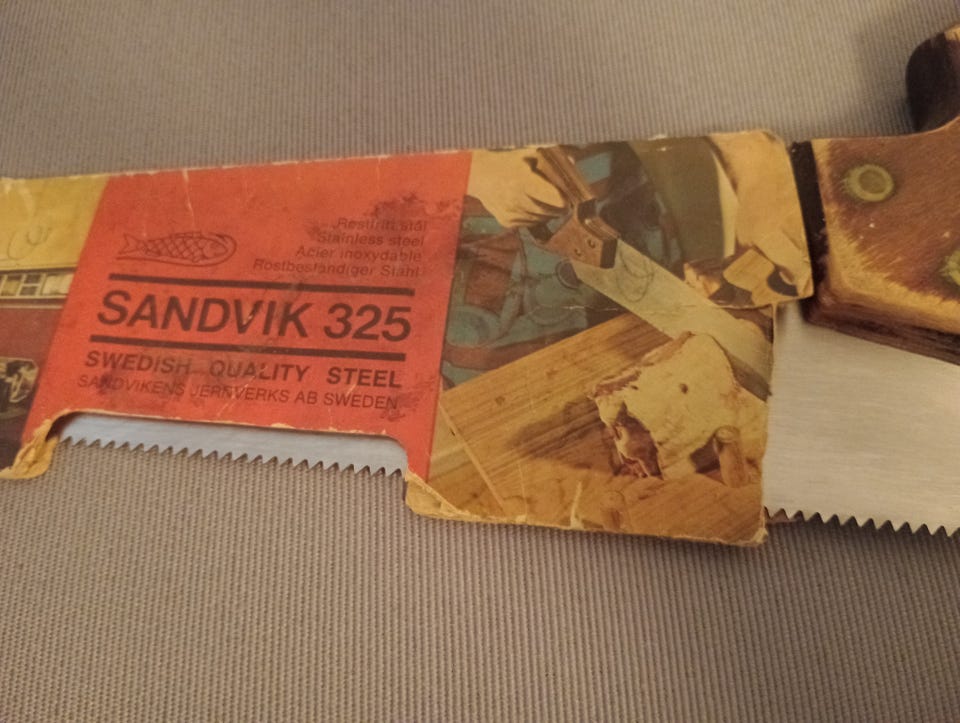 Rostfritt stål
Stainless steel
Acier inoxydable
Rostbeständiger Stahl
SANDVIK 325
SWEDISH QUALITY STEEL
SANDVIKENS JERNVERKS AB SWEDEN